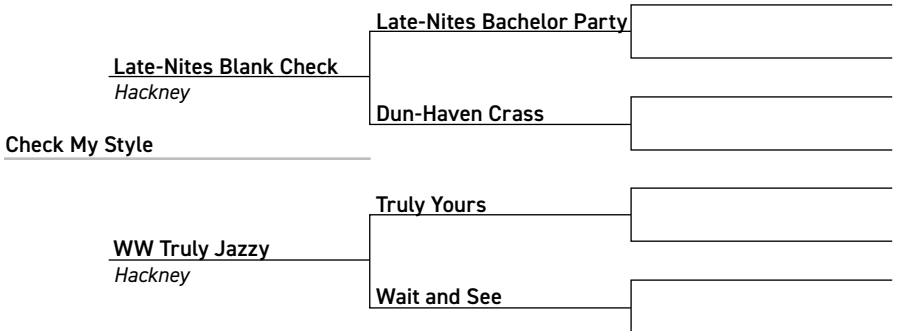 Late-Nites Bachelor Party
Late-Nites Blank Check
Hackney
Dun-Haven Crass
Check My Style
Truly Yours
WW Truly Jazzy
Hackney
Wait and See